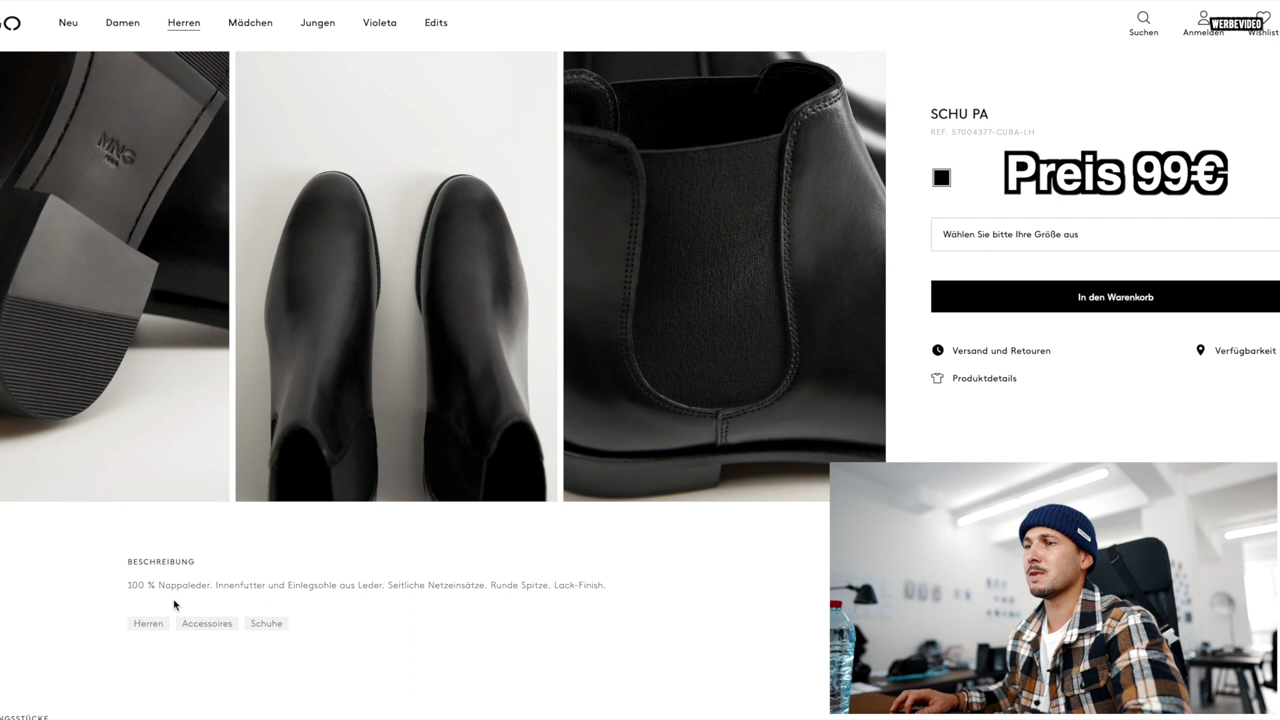 Neu Damen Herren Mädchen Jungen Violeta Edits
Suchen Anmelden Wishlist
WERBEVIDEO
MNG
SCHU PA
REF. 57004377-CUBA-LH
Preis 99€
Wählen Sie bitte Ihre Größe aus
In den Warenkorb
Versand und Retouren Verfügbarkeit
Produktdetails
BESCHREIBUNG
100 % Nappaleder. Innenfutter und Einlegsohle aus Leder. Seitliche Netzeinsätze. Runde Spitze. Lack-Finish.
Herren Accessoires Schuhe